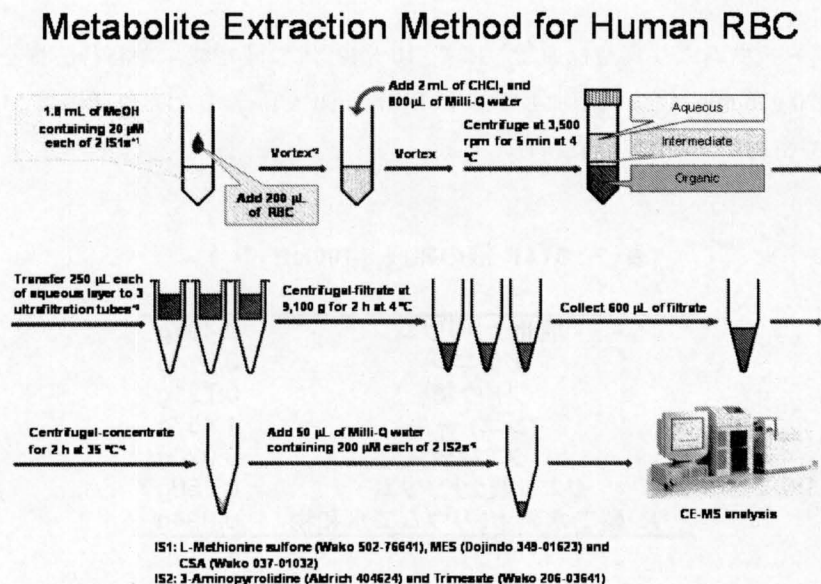 Metabolite Extraction Method for Human RBC
1.8 mL of MeOH
containing 20 µM
each of 2 IS1s*¹
Add 200 µL
of RBC
Vortex*²
Add 2 mL of CHCl₃ and
800 µL of Milli-Q water
Vortex
Centrifuge at 3,500
rpm for 5 min at 4
°C
Aqueous
Intermediate
Organic
Transfer 250 µL each
of aqueous layer to 3
ultrafiltration tubes
Centrifugal-filtrate at
9,100 g for 2 h at 4 °C
Collect 600 µL of filtrate
Centrifugal-concentrate
for 2 h at 35 °C
Add 50 µL of Milli-Q water
containing 200 µM each of 2 IS2s
CE-MS analysis
IS1: L-Methionine sulfone (Wako 502-76641), MES (Dojindo 349-01623) and
CSA (Wako 037-01032)
IS2: 3-Aminopyrrolidine (Aldrich 404624) and Trimesate (Wako 206-03641)